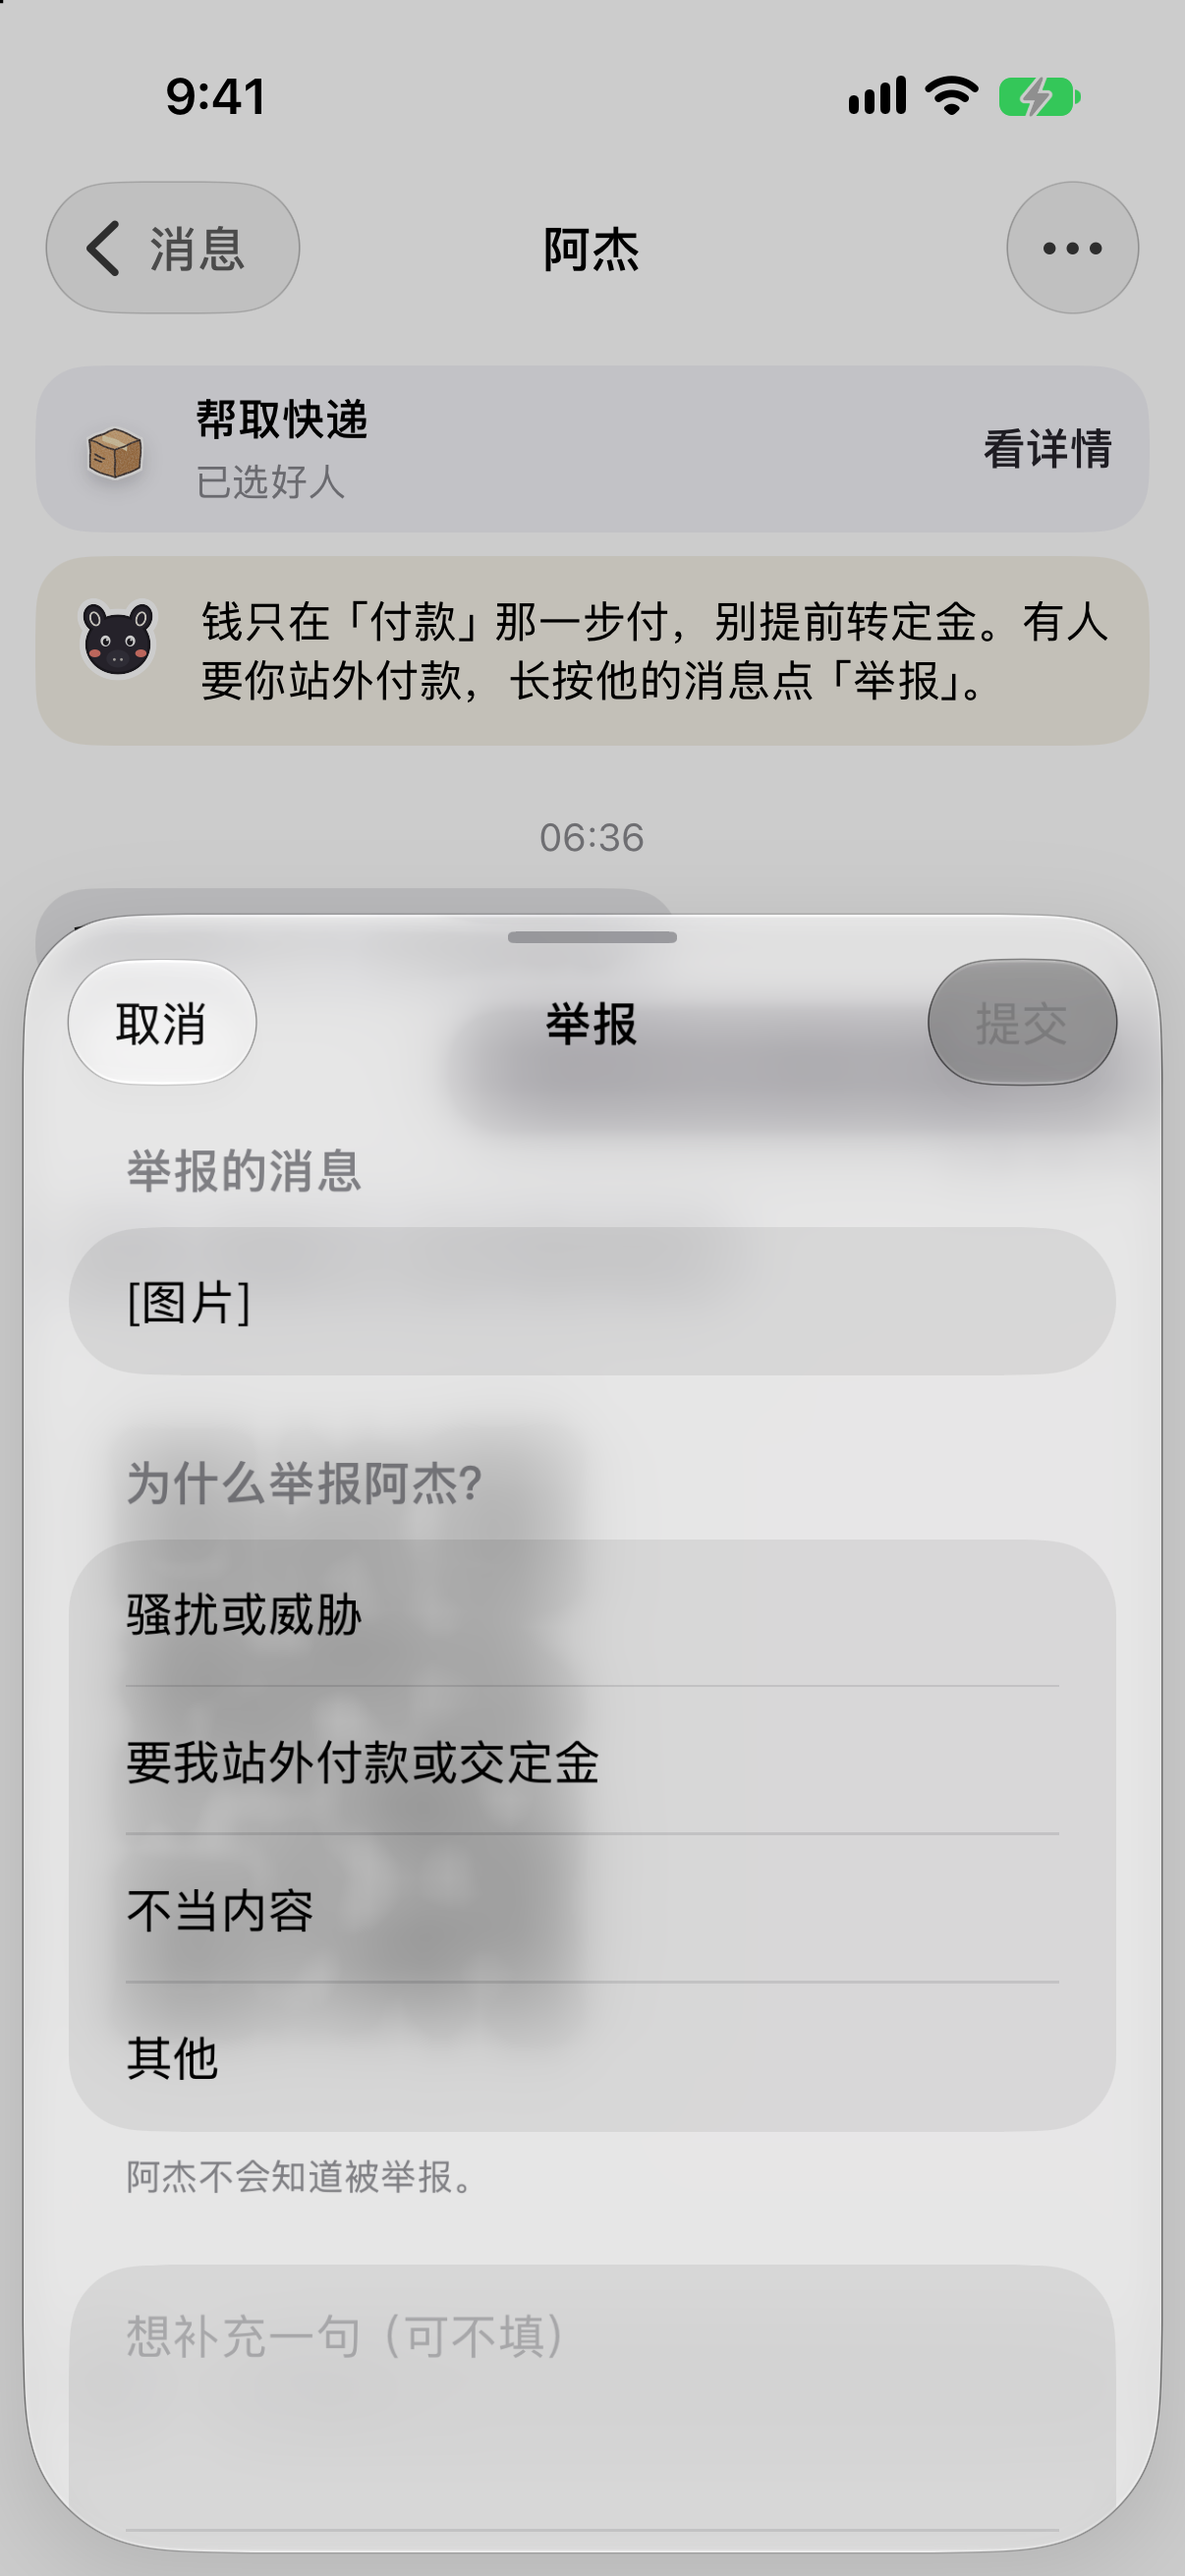 9:41
消息
阿杰
帮取快递
已选好人
看详情
钱只在「付款」那一步付，别提前转定金。有人
要你站外付款，长按他的消息点「举报」。
06:36
取消
举报
提交
举报的消息
[图片]
为什么举报阿杰?
骚扰或威胁
要我站外付款或交定金
不当内容
其他
阿杰不会知道被举报。
想补充一句（可不填）